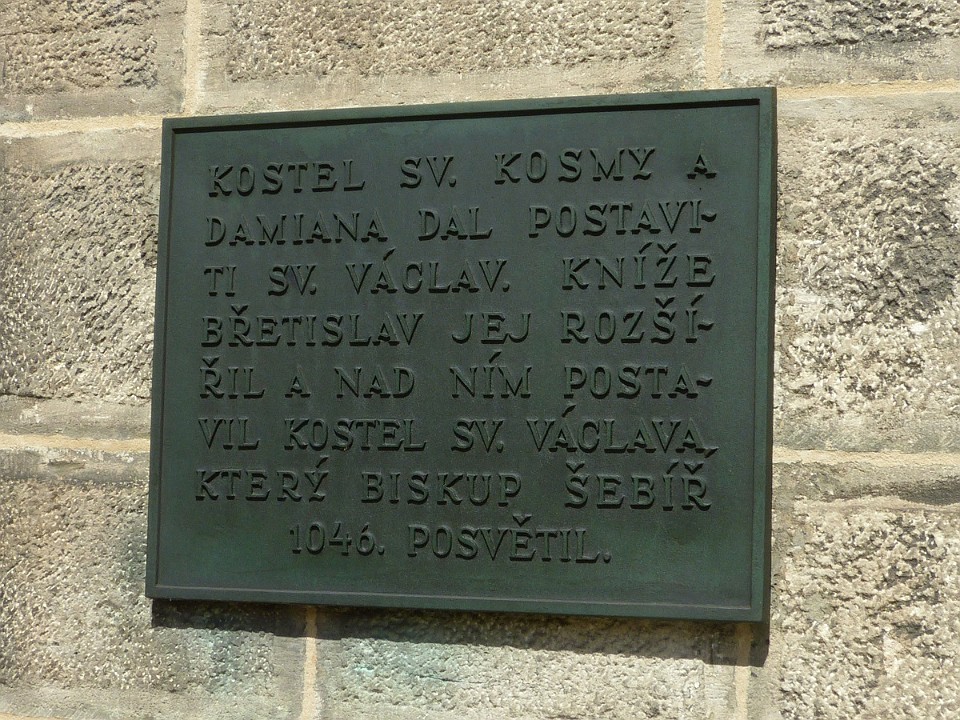 KOSTEL SV. KOSMY A
DAMIANA DAL POSTAVI-
TI SV. VÁCLAV. KNÍŽE
BŘETISLAV JEJ ROZŠÍ-
ŘIL A NAD NÍM POSTA-
VIL KOSTEL SV. VÁCLAVA,
KTERÝ BISKUP ŠEBÍŘ
1046. POSVĚTIL.